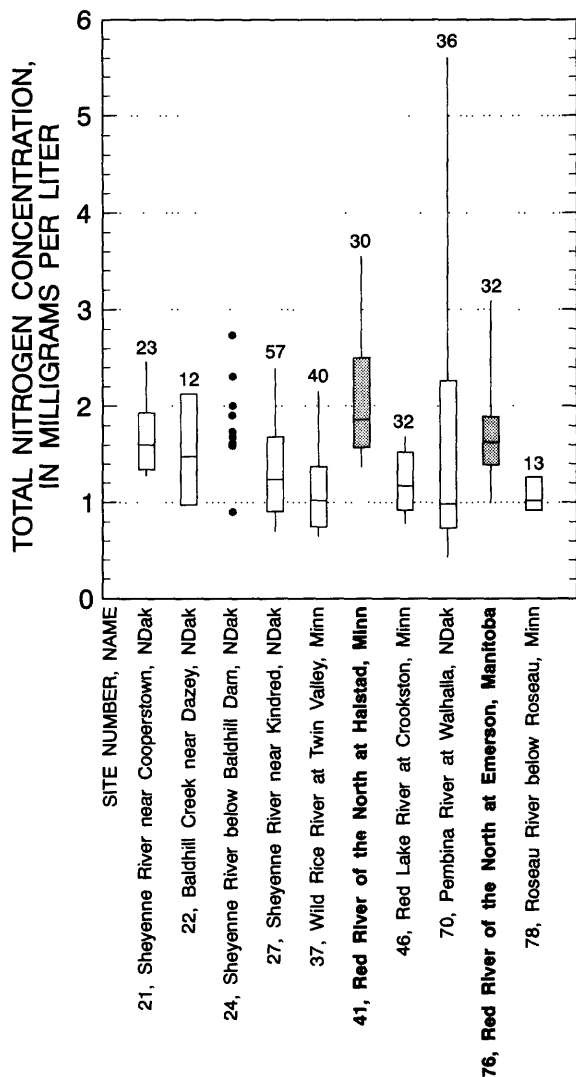 TOTAL NITROGEN CONCENTRATION,
IN MILLIGRAMS PER LITER
6
5
4
3
2
1
0
23
12
57
40
30
32
36
32
13
SITE NUMBER, NAME
21, Sheyenne River near Cooperstown, NDak
22, Baldhill Creek near Dazey, NDak
24, Sheyenne River below Baldhill Dam, NDak
27, Sheyenne River near Kindred, NDak
37, Wild Rice River at Twin Valley, Minn
41, Red River of the North at Halstad, Minn
46, Red Lake River at Crookston, Minn
70, Pembina River at Walhalla, NDak
76, Red River of the North at Emerson, Manitoba
78, Roseau River below Roseau, Minn